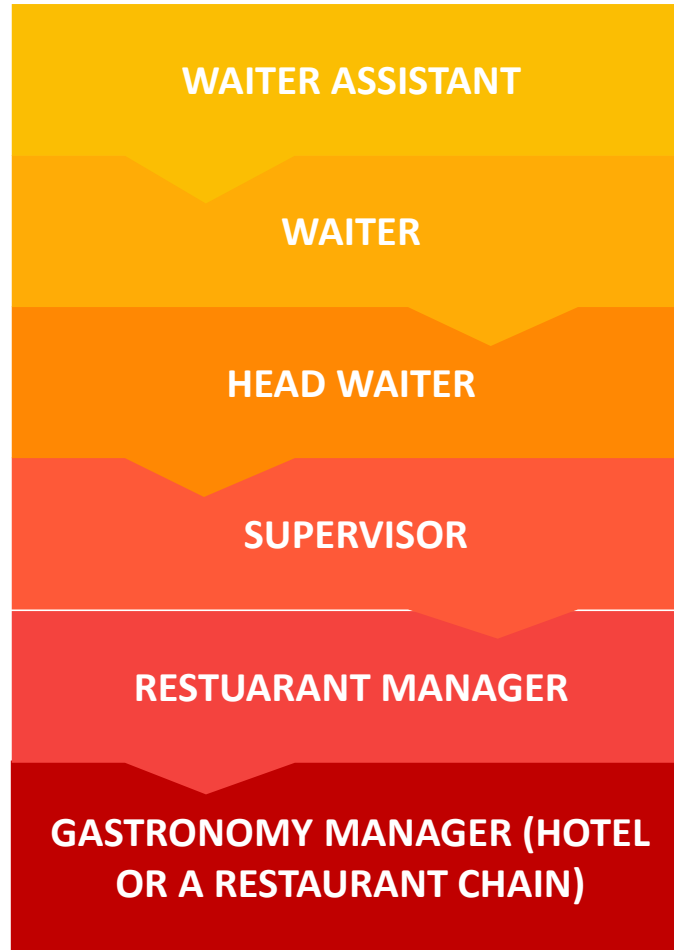 WAITER ASSISTANT
WAITER
HEAD WAITER
SUPERVISOR
RESTUARANT MANAGER
GASTRONOMY MANAGER (HOTEL
OR A RESTAURANT CHAIN)